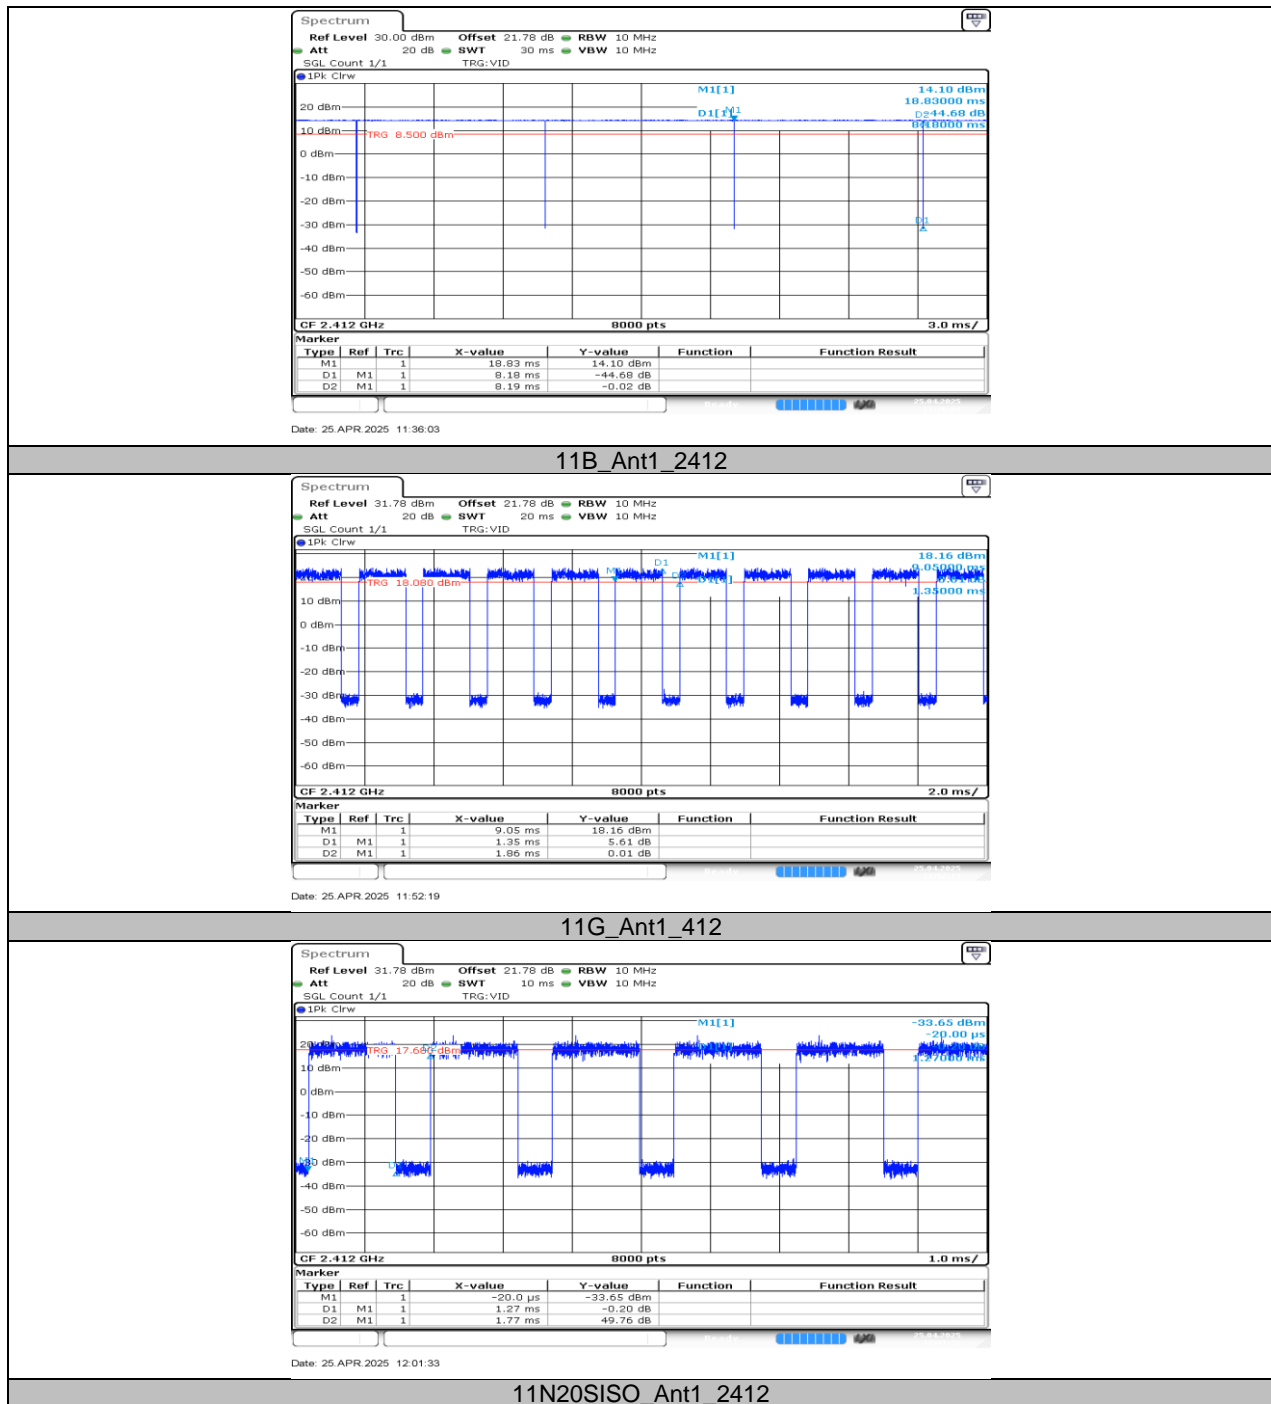 Spectrum
Ref Level 30.00 dBm Offset 21.78 dB RBW 10 MHz
Att 20 dB SWT 30 ms VBW 10 MHz
SGL Count 1/1 TRG:VID
1Pk Clrw
M1[1] 14.10 dBm
18.83000 ms
D1[1] M1 D2 -44.68 dB
8.18000 ms
20 dBm
10 dBm
TRG 8.500 dBm
0 dBm
-10 dBm
-20 dBm
-30 dBm
D1
-40 dBm
-50 dBm
-60 dBm
CF 2.412 GHz 8000 pts 3.0 ms/
Marker
Type Ref Trc X-value Y-value Function Function Result
M1 1 18.83 ms 14.10 dBm
D1 M1 1 8.18 ms -44.68 dB
D2 M1 1 8.19 ms -0.02 dB
Date: 25.APR.2025 11:36:03
11B_Ant1_2412
Spectrum
Ref Level 31.78 dBm Offset 21.78 dB RBW 10 MHz
Att 20 dB SWT 20 ms VBW 10 MHz
SGL Count 1/1 TRG:VID
1Pk Clrw
M1[1] 18.16 dBm
9.05000 ms
D1
1.35000 ms
TRG 18.080 dBm
10 dBm
0 dBm
-10 dBm
-20 dBm
-30 dBm
-40 dBm
-50 dBm
-60 dBm
CF 2.412 GHz 8000 pts 2.0 ms/
Marker
Type Ref Trc X-value Y-value Function Function Result
M1 1 9.05 ms 18.16 dBm
D1 M1 1 1.35 ms 5.61 dB
D2 M1 1 1.86 ms 0.01 dB
Date: 25.APR.2025 11:52:19
11G_Ant1_412
Spectrum
Ref Level 31.78 dBm Offset 21.78 dB RBW 10 MHz
Att 20 dB SWT 10 ms VBW 10 MHz
SGL Count 1/1 TRG:VID
1Pk Clrw
M1[1] -33.65 dBm
-20.00 µs
1.27000 ms
TRG 17.680 dBm
10 dBm
0 dBm
-10 dBm
-20 dBm
-30 dBm
-40 dBm
-50 dBm
-60 dBm
CF 2.412 GHz 8000 pts 1.0 ms/
Marker
Type Ref Trc X-value Y-value Function Function Result
M1 1 -20.0 µs -33.65 dBm
D1 M1 1 1.27 ms -0.20 dB
D2 M1 1 1.77 ms 49.76 dB
Date: 25.APR.2025 12:01:33
11N20SISO_Ant1_2412